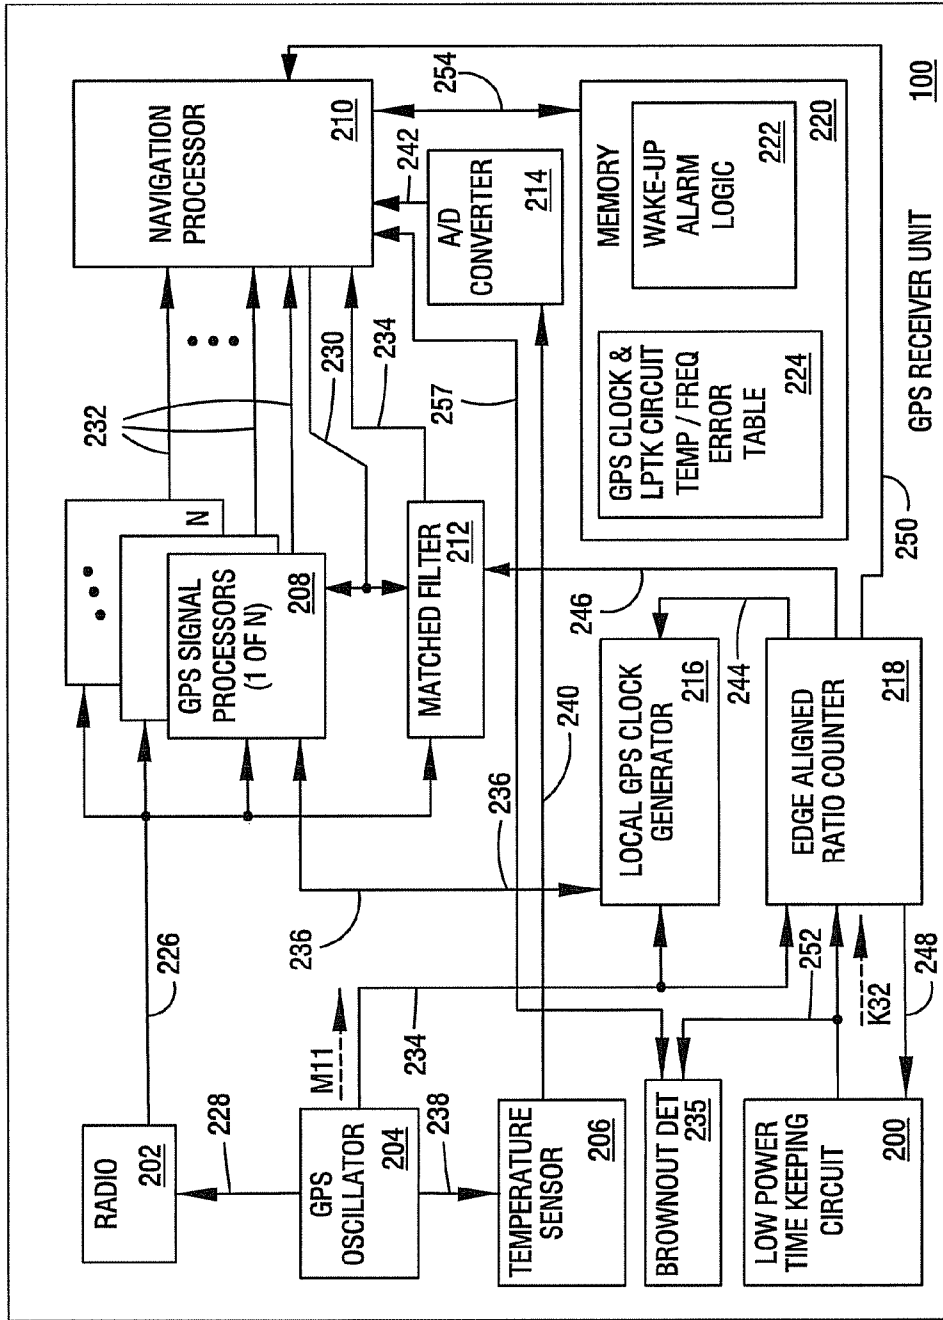 RADIO
202
228
226
GPS
OSCILLATOR
204
M11
234
238
TEMPERATURE
SENSOR
206
BROWNOUT DET
235
LOW POWER
TIME KEEPING
CIRCUIT
200
252
K32
248
236
236
240
257
N
GPS SIGNAL
PROCESSORS
(1 OF N)
208
MATCHED FILTER
212
LOCAL GPS CLOCK
GENERATOR
216
244
246
EDGE ALIGNED
RATIO COUNTER
218
250
232
230
234
NAVIGATION
PROCESSOR
210
242
254
A/D
CONVERTER
214
MEMORY
WAKE-UP
ALARM
LOGIC
222
220
GPS CLOCK &
LPTK CIRCUIT
TEMP / FREQ
ERROR
TABLE
224
GPS RECEIVER UNIT
100